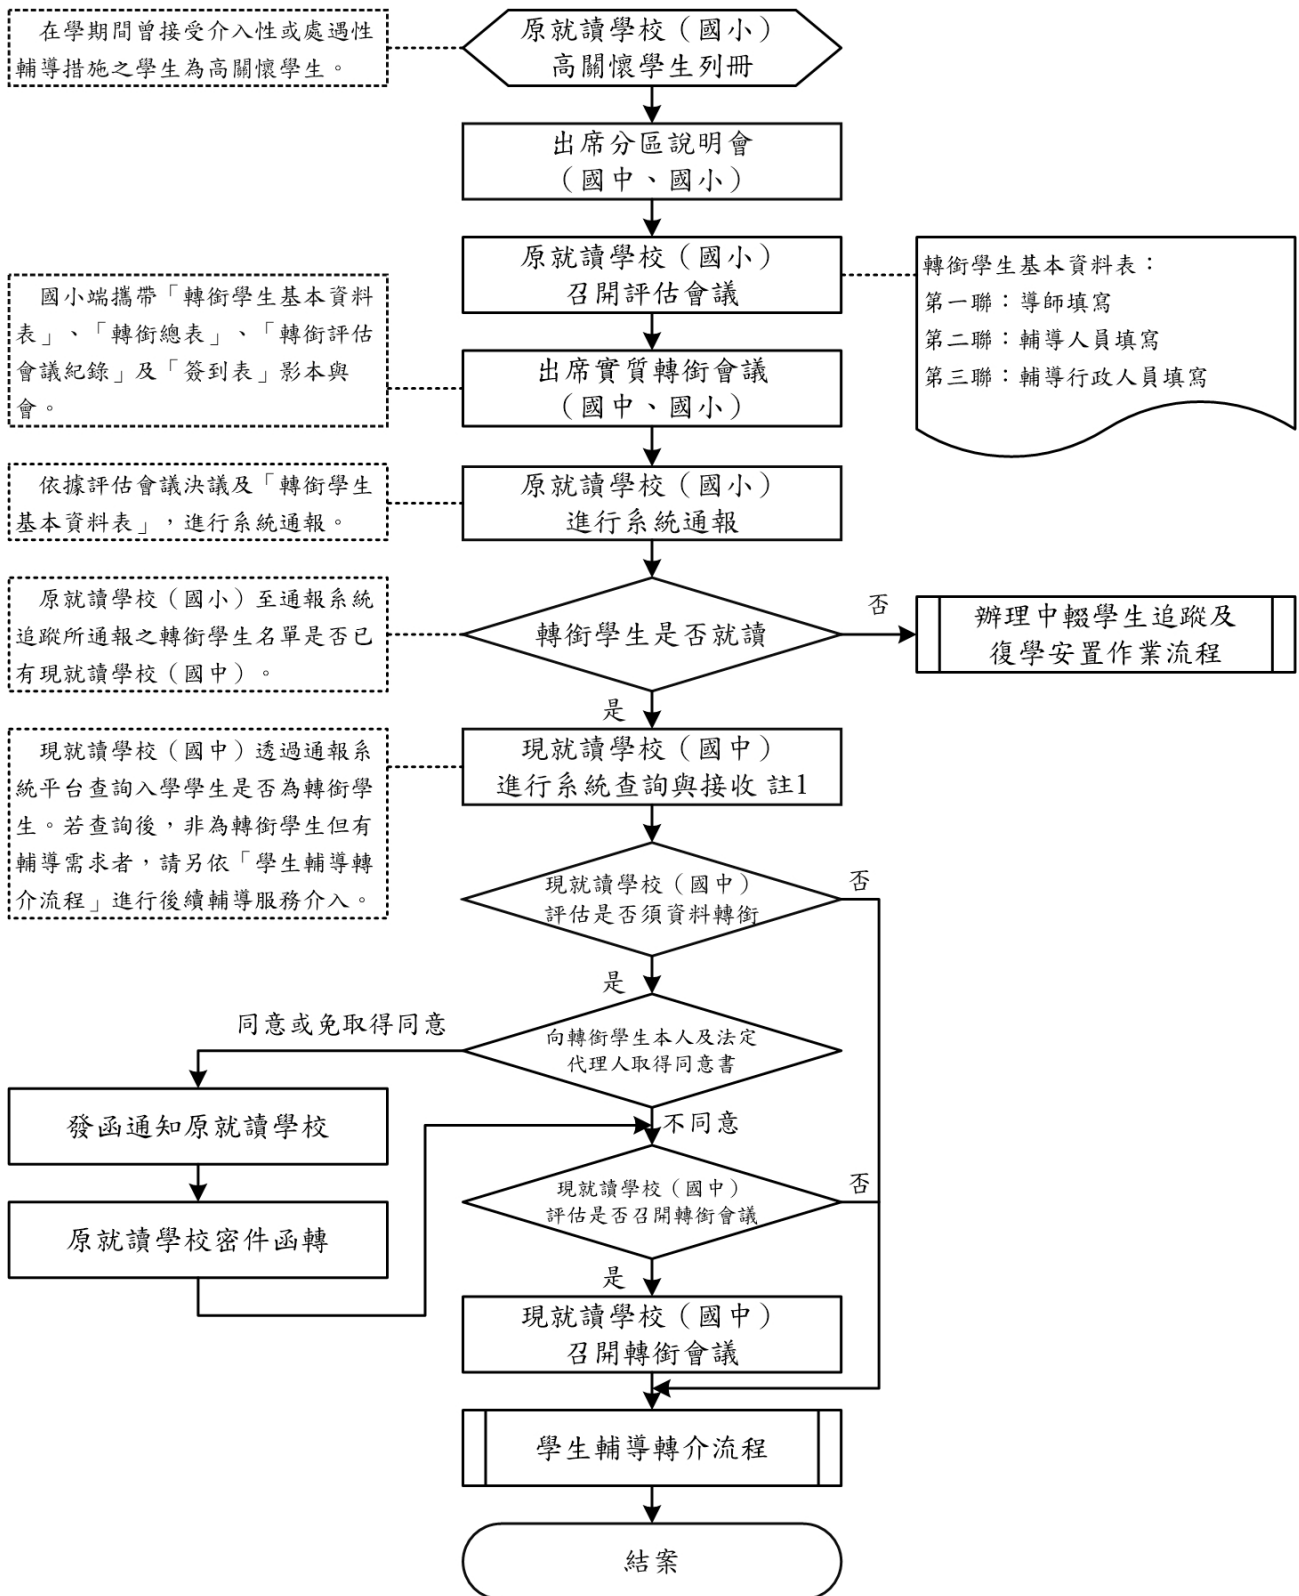 在學期間曾接受介入性或處遇性
輔導措施之學生為高關懷學生。
原就讀學校（國小）
高關懷學生列冊
出席分區說明會
（國中、國小）
原就讀學校（國小）
召開評估會議
轉銜學生基本資料表：
第一聯：導師填寫
第二聯：輔導人員填寫
第三聯：輔導行政人員填寫
國小端攜帶「轉銜學生基本資料
表」、「轉銜總表」、「轉銜評估
會議紀錄」及「簽到表」影本與
會。
出席實質轉銜會議
（國中、國小）
依據評估會議決議及「轉銜學生
基本資料表」，進行系統通報。
原就讀學校（國小）
進行系統通報
原就讀學校（國小）至通報系統
追蹤所通報之轉銜學生名單是否已
有現就讀學校（國中）。
轉銜學生是否就讀
否
辦理中輟學生追蹤及
復學安置作業流程
是
現就讀學校（國中）透過通報系
統平台查詢入學學生是否為轉銜學
生。若查詢後，非為轉銜學生但有
輔導需求者，請另依「學生輔導轉
介流程」進行後續輔導服務介入。
現就讀學校（國中）
進行系統查詢與接收 註1
現就讀學校（國中）
評估是否須資料轉銜
否
是
同意或免取得同意
向轉銜學生本人及法定
代理人取得同意書
發函通知原就讀學校
不同意
原就讀學校密件函轉
現就讀學校（國中）
評估是否召開轉銜會議
否
是
現就讀學校（國中）
召開轉銜會議
學生輔導轉介流程
結案